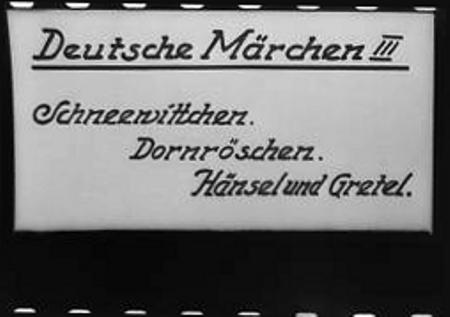 Deutsche Märchen III
Schneewittchen.
Dornröschen.
Hänsel und Gretel.